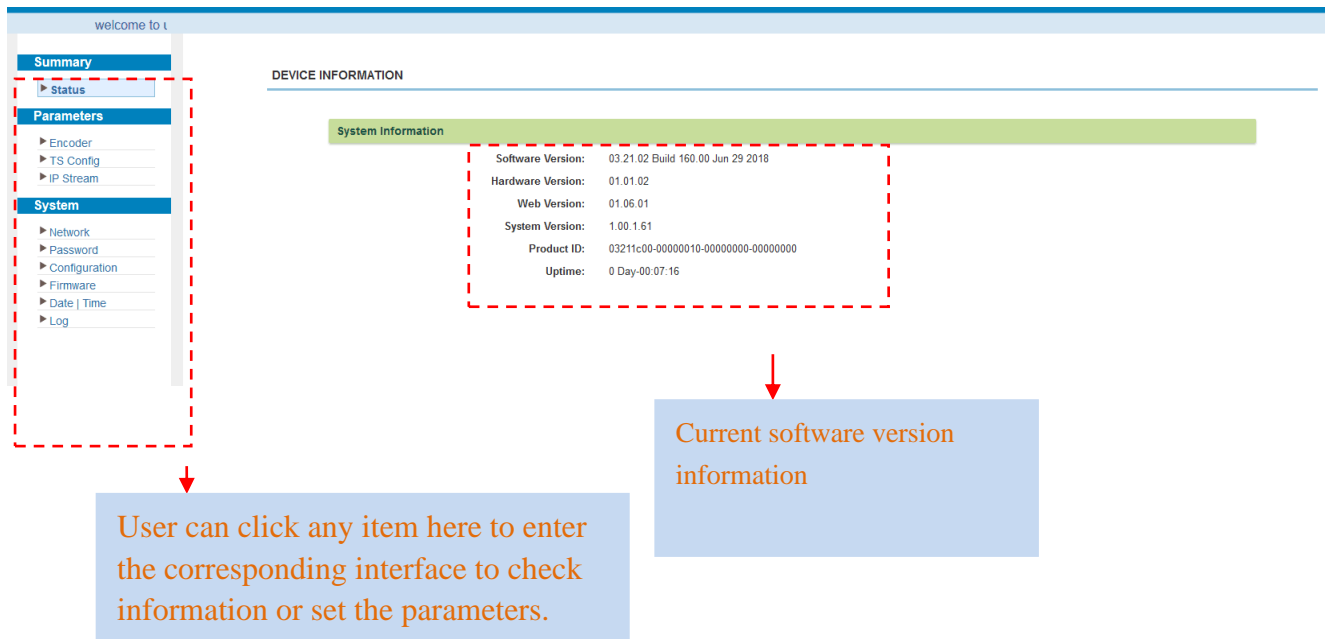 welcome to
Summary
Status
Parameters
Encoder
TS Config
IP Stream
System
Network
Password
Configuration
Firmware
Date | Time
Log
DEVICE INFORMATION
System Information
Software Version: 03.21.02 Build 160.00 Jun 29 2018
Hardware Version: 01.01.02
Web Version: 01.06.01
System Version: 1.00.1.61
Product ID: 03211c00-00000010-00000000-00000000
Uptime: 0 Day-00:07:16
Current software version
information
User can click any item here to enter
the corresponding interface to check
information or set the parameters.